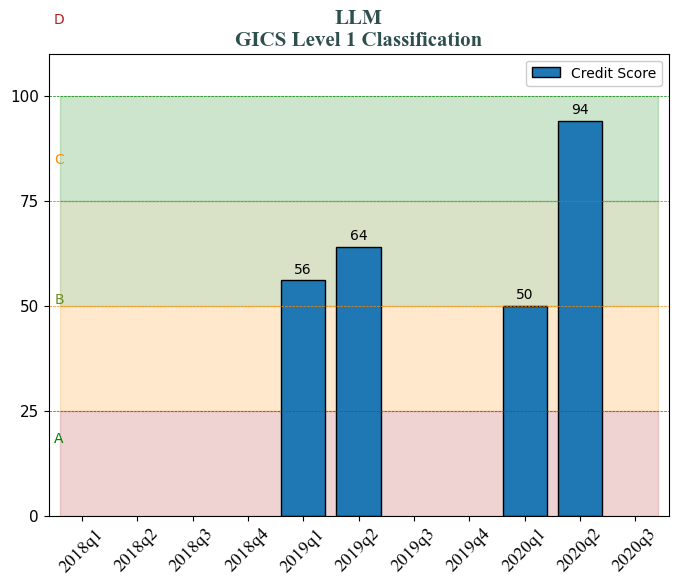 D
LLM
GICS Level 1 Classification
Credit Score
100
94
C
75
64
56
B
50
50
25
A
0
2018q1
2018q2
2018q3
2018q4
2019q1
2019q2
2019q3
2019q4
2020q1
2020q2
2020q3